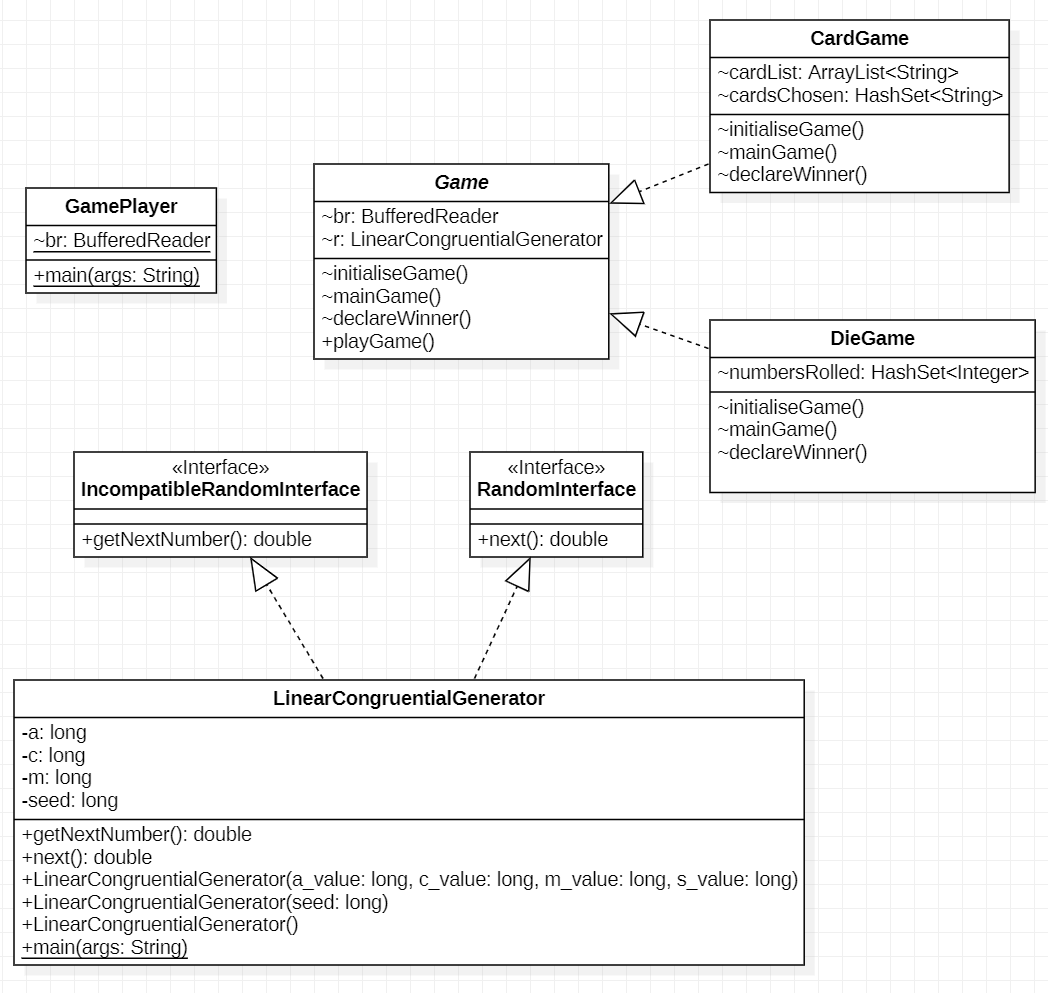 CardGame
~cardList: ArrayList<String>
~cardsChosen: HashSet<String>
~initialiseGame()
~mainGame()
~declareWinner()
Game
~br: BufferedReader
~r: LinearCongruentialGenerator
~initialiseGame()
~mainGame()
~declareWinner()
+playGame()
GamePlayer
~br: BufferedReader
+main(args: String)
DieGame
~numbersRolled: HashSet<Integer>
~initialiseGame()
~mainGame()
~declareWinner()
«Interface»
IncompatibleRandomInterface
+getNextNumber(): double
«Interface»
RandomInterface
+next(): double
LinearCongruentialGenerator
-a: long
-c: long
-m: long
-seed: long
+getNextNumber(): double
+next(): double
+LinearCongruentialGenerator(a_value: long, c_value: long, m_value: long, s_value: long)
+LinearCongruentialGenerator(seed: long)
+LinearCongruentialGenerator()
+main(args: String)